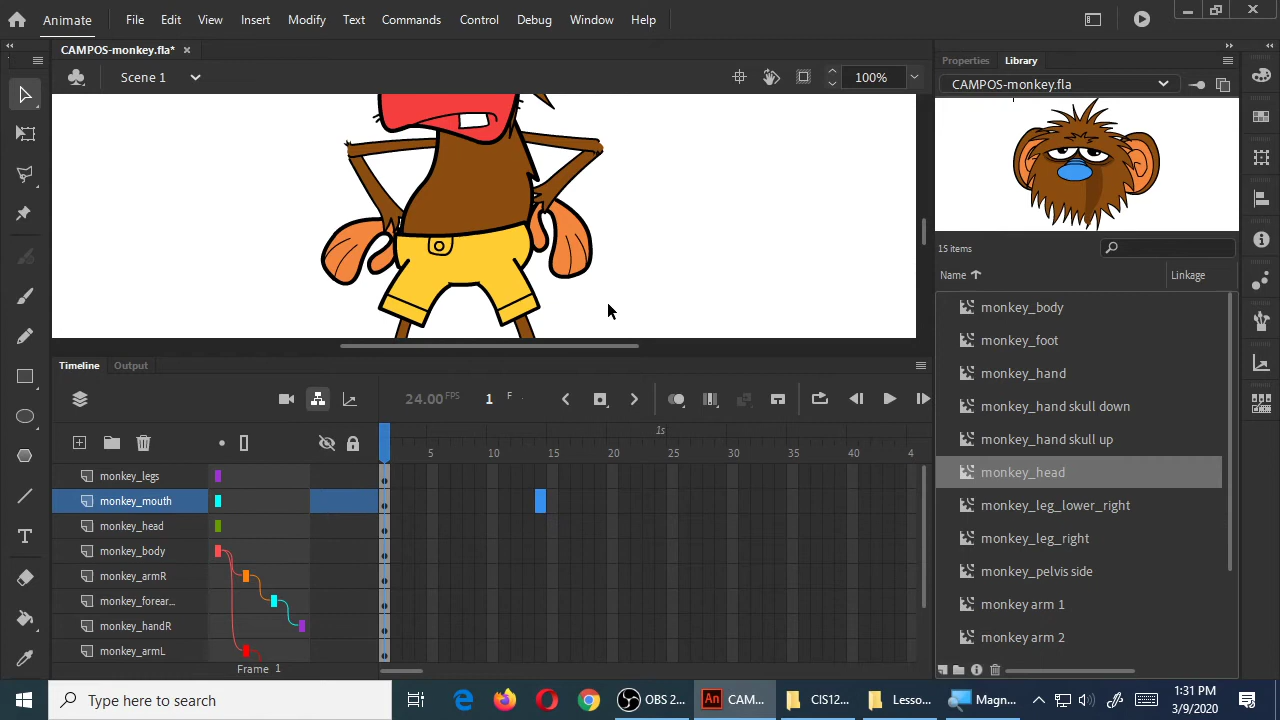 Animate
File Edit View Insert Modify Text Commands Control Debug Window Help
CAMPOS-monkey.fla*
Scene 1
100%
Properties Library
CAMPOS-monkey.fla
15 items
Name Linkage
monkey_body
monkey_foot
monkey_hand
monkey_hand skull down
monkey_hand skull up
monkey_head
monkey_leg_lower_right
monkey_leg_right
monkey_pelvis side
monkey arm 1
monkey arm 2
Timeline Output
24.00 FPS 1 F
1s
5 10 15 20 25 30 35 40 4
monkey_legs
monkey_mouth
monkey_head
monkey_body
monkey_armR
monkey_forear...
monkey_handR
monkey_armL
Frame 1
Type here to search
OBS 2...
An CAM...
CIS12...
Lesso...
Magn...
1:31 PM
3/9/2020